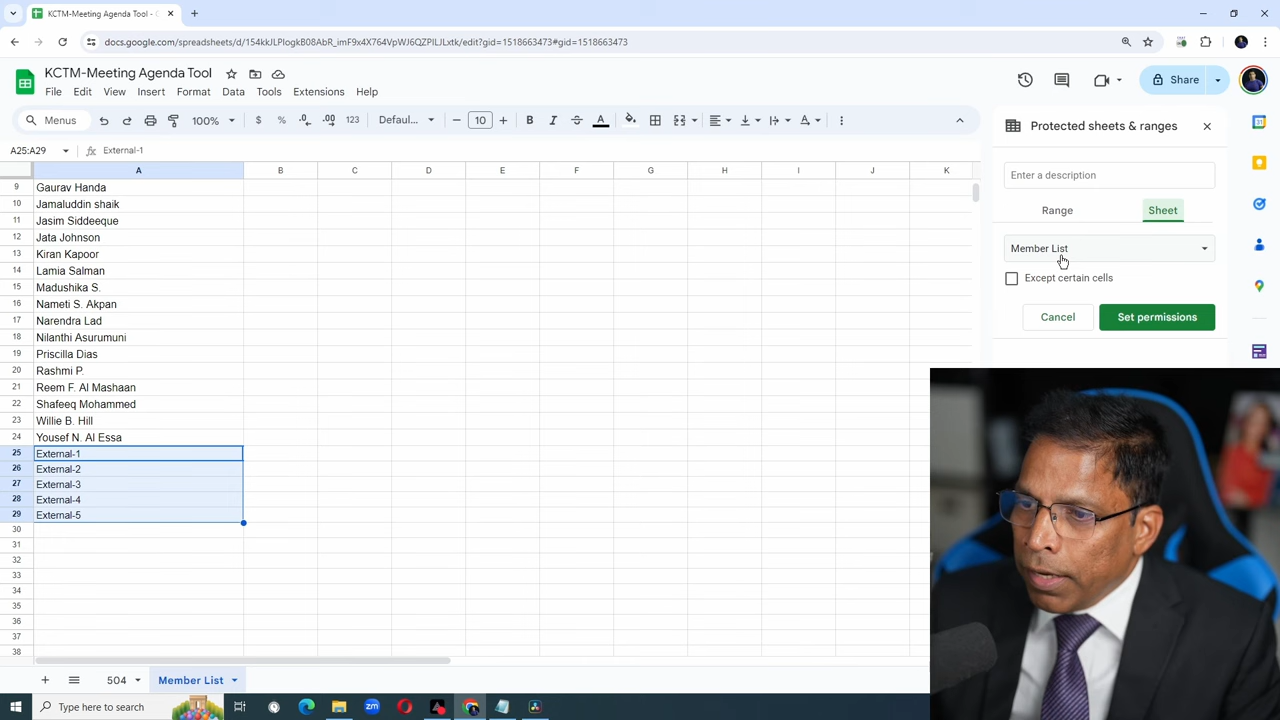 KCTM-Meeting Agenda Tool - G
docs.google.com/spreadsheets/d/154kkJLPlogkB08AbR_imF9x4X764VpWJ6QZPILJLxtk/edit?gid=1518663473#gid=1518663473
KCTM-Meeting Agenda Tool
File Edit View Insert Format Data Tools Extensions Help
Share
Menus 100% $ % .0 .00 123 Defaul... 10 B I A A
A25:A29 fx External-1
A B C D E F G H I J K
9 Gaurav Handa
10 Jamaluddin shaik
11 Jasim Siddeeque
12 Jata Johnson
13 Kiran Kapoor
14 Lamia Salman
15 Madushika S.
16 Nameti S. Akpan
17 Narendra Lad
18 Nilanthi Asurumuni
19 Priscilla Dias
20 Rashmi P.
21 Reem F. Al Mashaan
22 Shafeeq Mohammed
23 Willie B. Hill
24 Yousef N. Al Essa
25 External-1
26 External-2
27 External-3
28 External-4
29 External-5
30
31
32
33
34
35
36
37
38
Protected sheets & ranges
Enter a description
Range Sheet
Member List
Except certain cells
Cancel Set permissions
504 Member List
Type here to search
zm